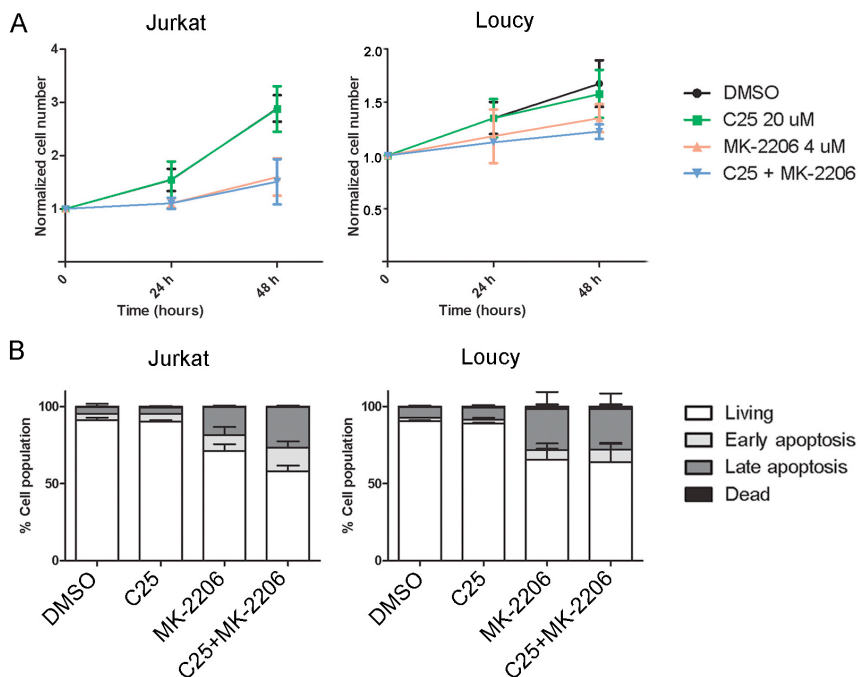 A
Jurkat
Loucy
Normalized cell number
4
3
2
1
0
24 h
48 h
Time (hours)
Normalized cell number
2.0
1.5
1.0
0.5
0
24 h
48 h
Time (hours)
DMSO
C25 20 uM
MK-2206 4 uM
C25 + MK-2206
B
Jurkat
Loucy
% Cell population
100
50
0
DMSO
C25
MK-2206
C25+MK-2206
% Cell population
100
50
0
DMSO
C25
MK-2206
C25+MK-2206
Living
Early apoptosis
Late apoptosis
Dead